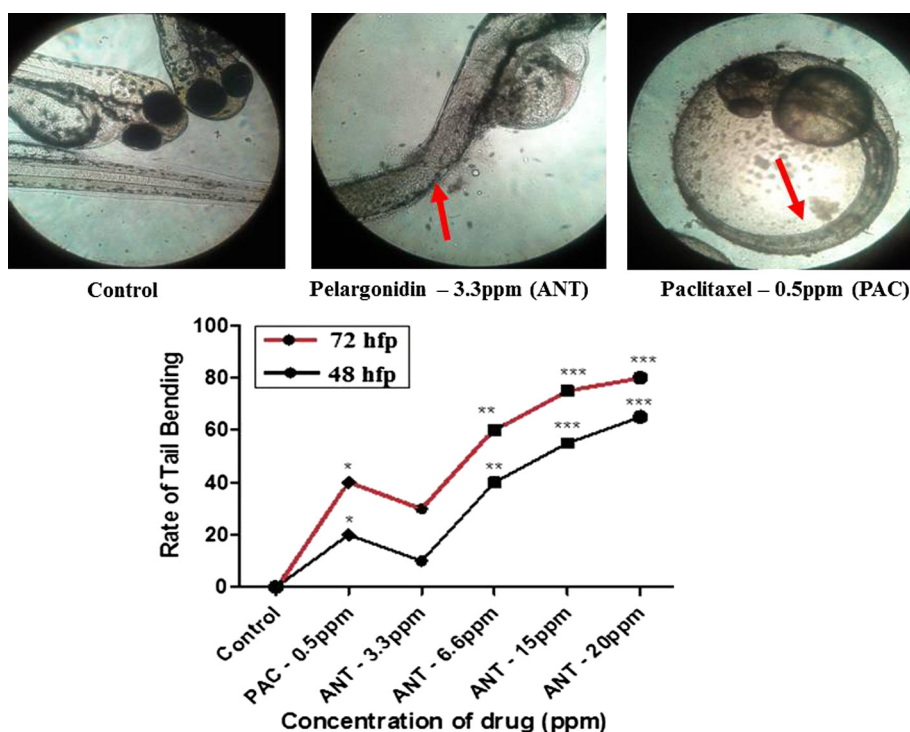 Control
Pelargonidin – 3.3ppm (ANT)
Paclitaxel – 0.5ppm (PAC)
72 hfp
48 hfp
Rate of Tail Bending
100
80
60
40
20
0
*
*
**
**
***
***
***
***
Control
PAC - 0.5ppm
ANT - 3.3ppm
ANT - 6.6ppm
ANT - 15ppm
ANT - 20ppm
Concentration of drug (ppm)